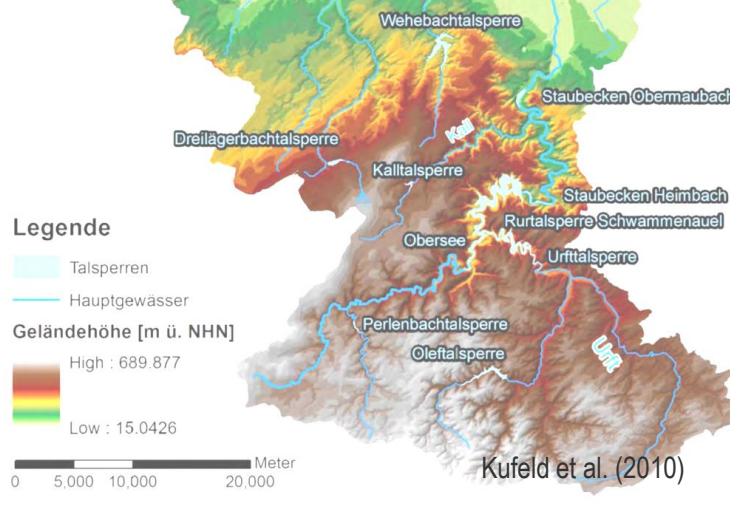 Wehebachtalsperre
Staubecken Obermaubach
Kall
Dreilägerbachtalsperre
Kalltalsperre
Staubecken Heimbach
Rurtalsperre Schwammenauel
Obersee
Urfttalsperre
Perlenbachtalsperre
Oleftalsperre
Urft
Legende
Talsperren
Hauptgewässer
Geländehöhe [m ü. NHN]
High : 689.877
Low : 15.0426
Meter
0 5,000 10,000 20,000
Kufeld et al. (2010)